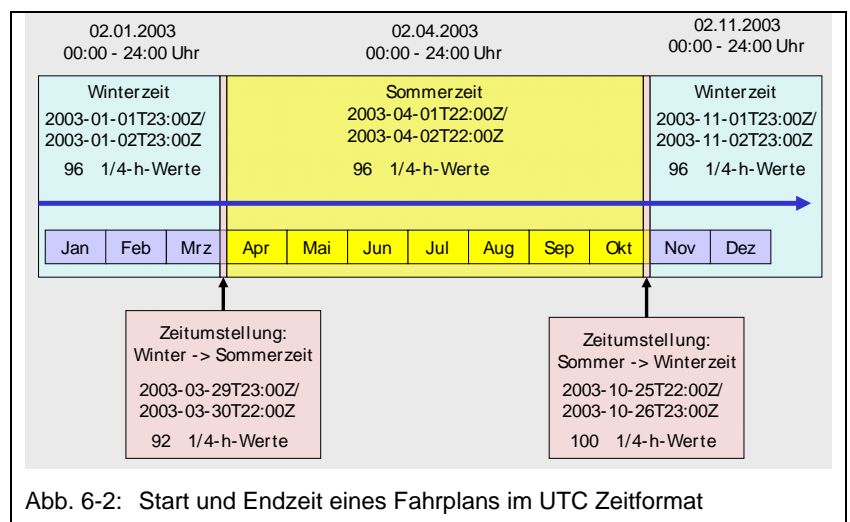 02.01.2003
00:00 - 24:00 Uhr
02.04.2003
00:00 - 24:00 Uhr
02.11.2003
00:00 - 24:00 Uhr
Winterzeit
2003-01-01T23:00Z/
2003-01-02T23:00Z
96 1/4-h-Werte
Sommerzeit
2003-04-01T22:00Z/
2003-04-02T22:00Z
96 1/4-h-Werte
Winterzeit
2003-11-01T23:00Z/
2003-11-02T23:00Z
96 1/4-h-Werte
Jan Feb Mrz Apr Mai Jun Jul Aug Sep Okt Nov Dez
Zeitumstellung:
Winter -> Sommerzeit
2003-03-29T23:00Z/
2003-03-30T22:00Z
92 1/4-h-Werte
Zeitumstellung:
Sommer -> Winterzeit
2003-10-25T22:00Z/
2003-10-26T23:00Z
100 1/4-h-Werte
Abb. 6-2: Start und Endzeit eines Fahrplans im UTC Zeitformat